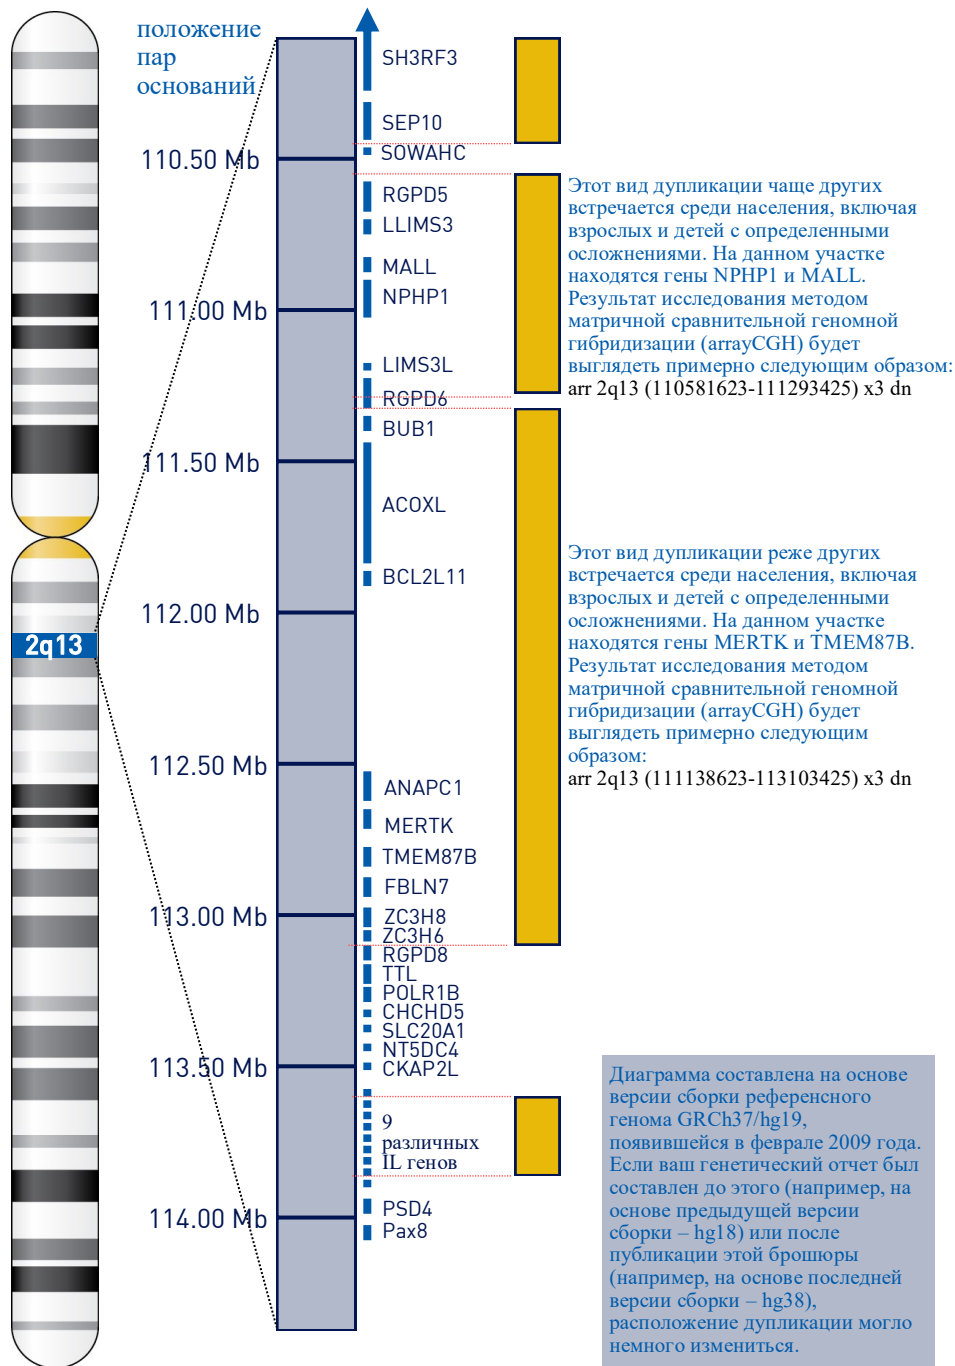 положение
пар
оснований
2q13
110.50 Mb
111.00 Mb
111.50 Mb
112.00 Mb
112.50 Mb
113.00 Mb
113.50 Mb
114.00 Mb
SH3RF3
SEP10
SOWAHC
RGPD5
LLIMS3
MALL
NPHP1
LIMS3L
RGPD6
BUB1
ACOXL
BCL2L11
ANAPC1
MERTK
TMEM87B
FBLN7
ZC3H8
ZC3H6
RGPD8
TTL
POLR1B
CHCHD5
SLC20A1
NT5DC4
CKAP2L
9
различных
IL генов
PSD4
Pax8
Этот вид дупликации чаще других
встречается среди населения, включая
взрослых и детей с определенными
осложнениями. На данном участке
находятся гены NPHP1 и MALL.
Результат исследования методом
матричной сравнительной геномной
гибридизации (arrayCGH) будет
выглядеть примерно следующим образом:
arr 2q13 (110581623-111293425) x3 dn
Этот вид дупликации реже других
встречается среди населения, включая
взрослых и детей с определенными
осложнениями. На данном участке
находятся гены MERTK и TMEM87B.
Результат исследования методом
матричной сравнительной геномной
гибридизации (arrayCGH) будет
выглядеть примерно следующим
образом:
arr 2q13 (111138623-113103425) x3 dn
Диаграмма составлена на основе
версии сборки референсного
генома GRCh37/hg19,
появившейся в феврале 2009 года.
Если ваш генетический отчет был
составлен до этого (например, на
основе предыдущей версии
сборки – hg18) или после
публикации этой брошюры
(например, на основе последней
версии сборки – hg38),
расположение дупликации могло
немного измениться.